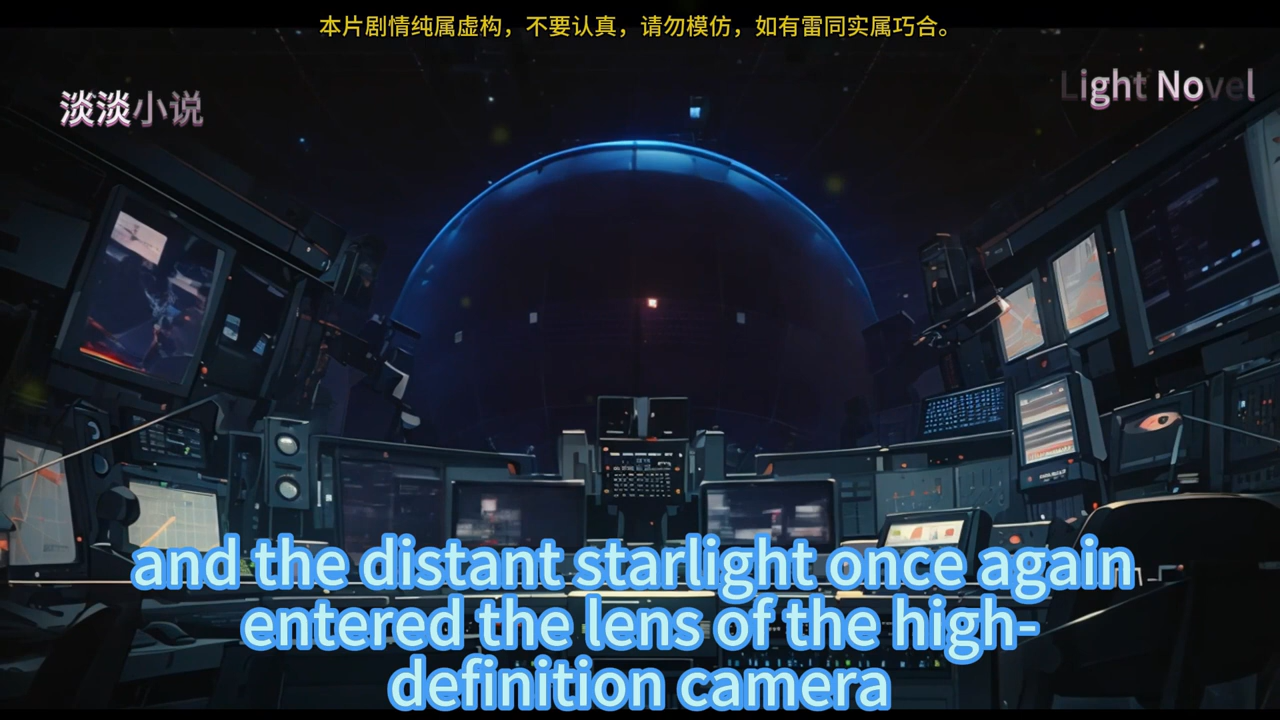 本片剧情纯属虚构，不要认真，请勿模仿，如有雷同实属巧合。
淡淡小说
Light Novel
and the distant starlight once again
entered the lens of the high-
definition camera